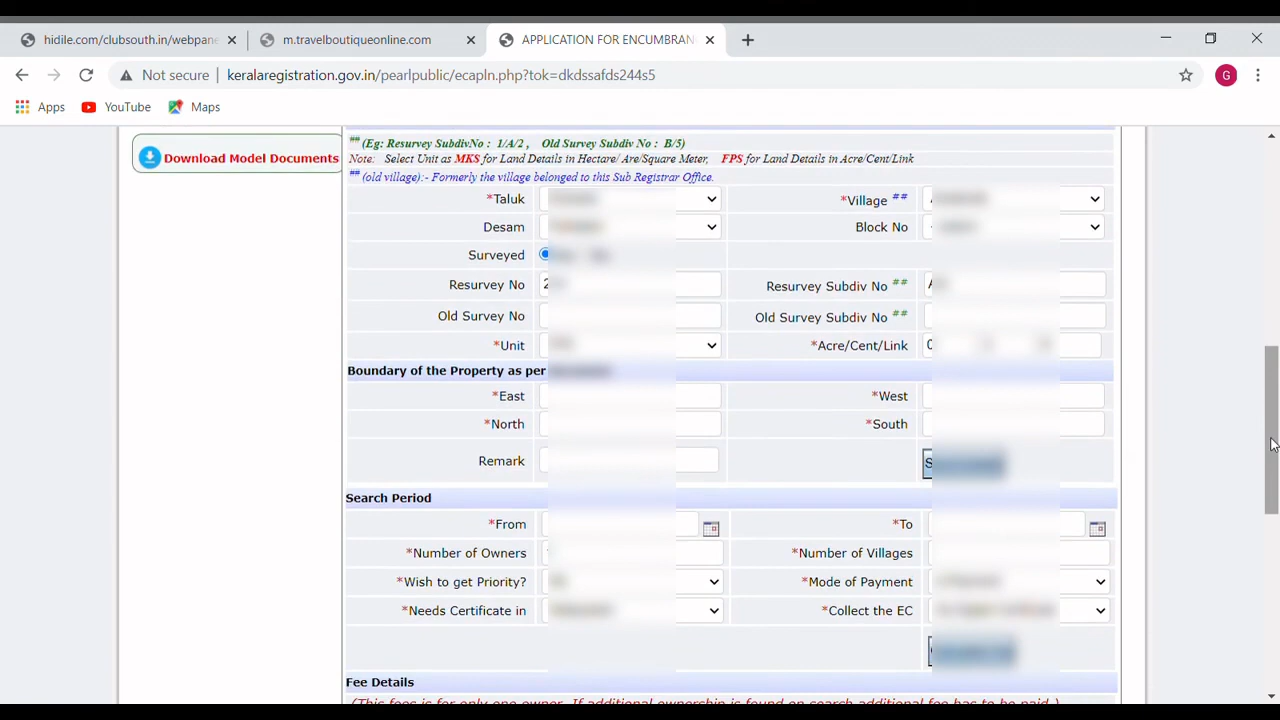 hidile.com/clubsouth.in/webpane
m.travelboutiqueonline.com
APPLICATION FOR ENCUMBRAN
Not secure keralaregistration.gov.in/pearlpublic/ecapln.php?tok=dkdssafds244s5
G
Apps YouTube Maps
Download Model Documents
## (Eg: Resurvey SubdivNo : 1/A/2 , Old Survey Subdiv No : B/5)
Note: Select Unit as MKS for Land Details in Hectare/ Are/Square Meter, FPS for Land Details in Acre/Cent/Link
## (old village):- Formerly the village belonged to this Sub Registrar Office.
*Taluk *Village ##
Desam Block No
Surveyed
Resurvey No Resurvey Subdiv No ##
Old Survey No Old Survey Subdiv No ##
*Unit *Acre/Cent/Link
Boundary of the Property as per
*East *West
*North *South
Remark
Search Period
*From *To
*Number of Owners *Number of Villages
*Wish to get Priority? *Mode of Payment
*Needs Certificate in *Collect the EC
Fee Details
(This fees is for only one owner. If additional ownership is found on search additional fee has to be paid.)